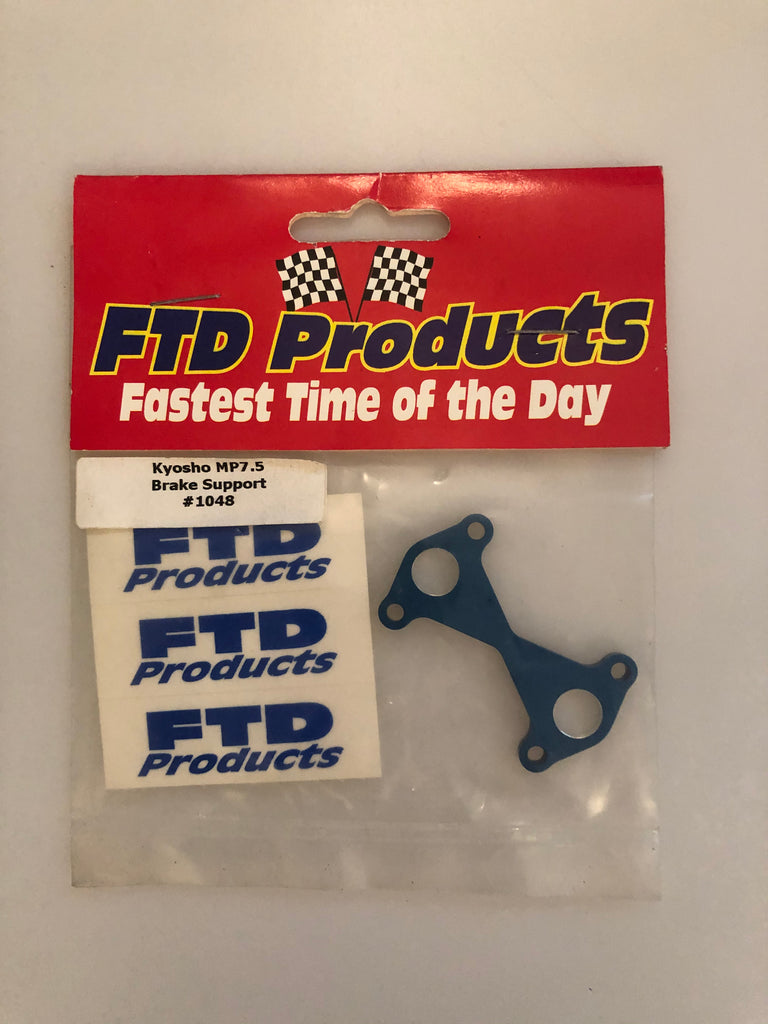 FTD Products
Fastest Time of the Day
Kyosho MP7.5
Brake Support
#1048
FTD
Products
FTD
Products
FTD
Products